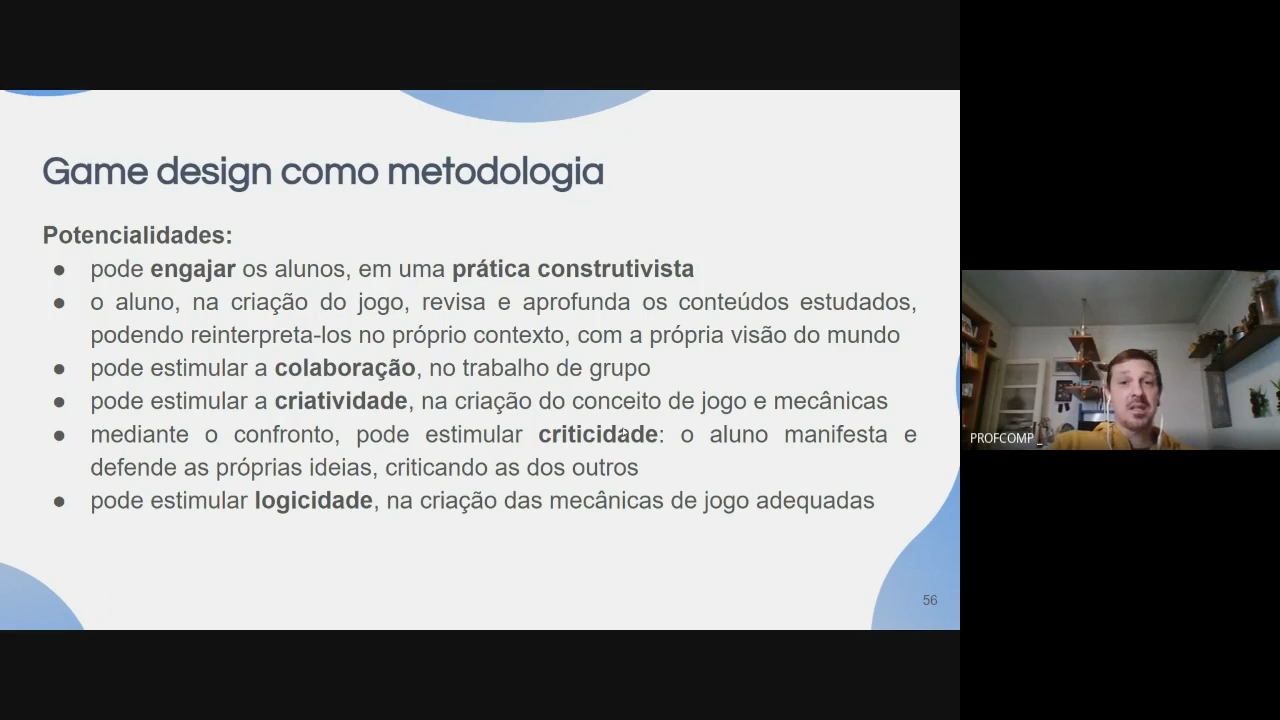 Game design como metodologia
Potencialidades:
● pode engajar os alunos, em uma prática construtivista
● o aluno, na criação do jogo, revisa e aprofunda os conteúdos estudados,
podendo reinterpreta-los no próprio contexto, com a própria visão do mundo
● pode estimular a colaboração, no trabalho de grupo
● pode estimular a criatividade, na criação do conceito de jogo e mecânicas
● mediante o confronto, pode estimular criticidade: o aluno manifesta e
defende as próprias ideias, criticando as dos outros
● pode estimular logicidade, na criação das mecânicas de jogo adequadas
56
PROFCOMP _